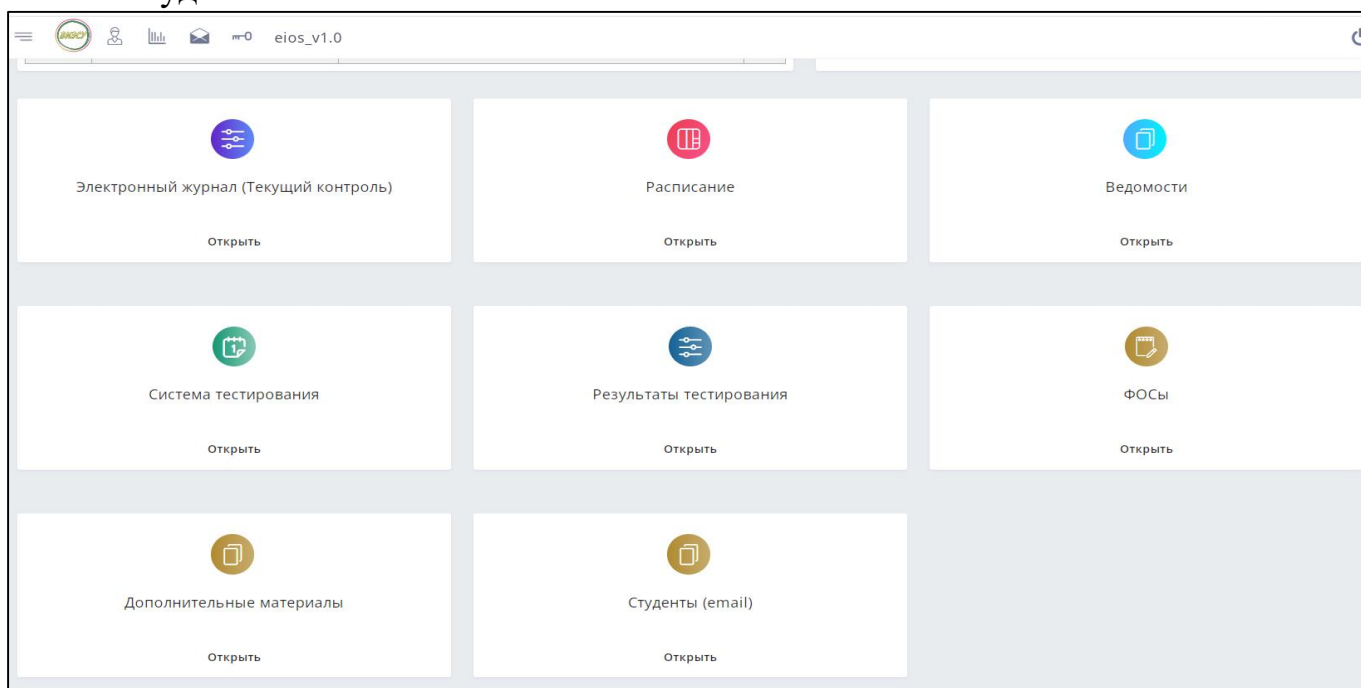 eios_v1.0
Электронный журнал (Текущий контроль)
Расписание
Ведомости
Открыть
Открыть
Открыть
Система тестирования
Результаты тестирования
ФОСы
Открыть
Открыть
Открыть
Дополнительные материалы
Студенты (email)
Открыть
Открыть